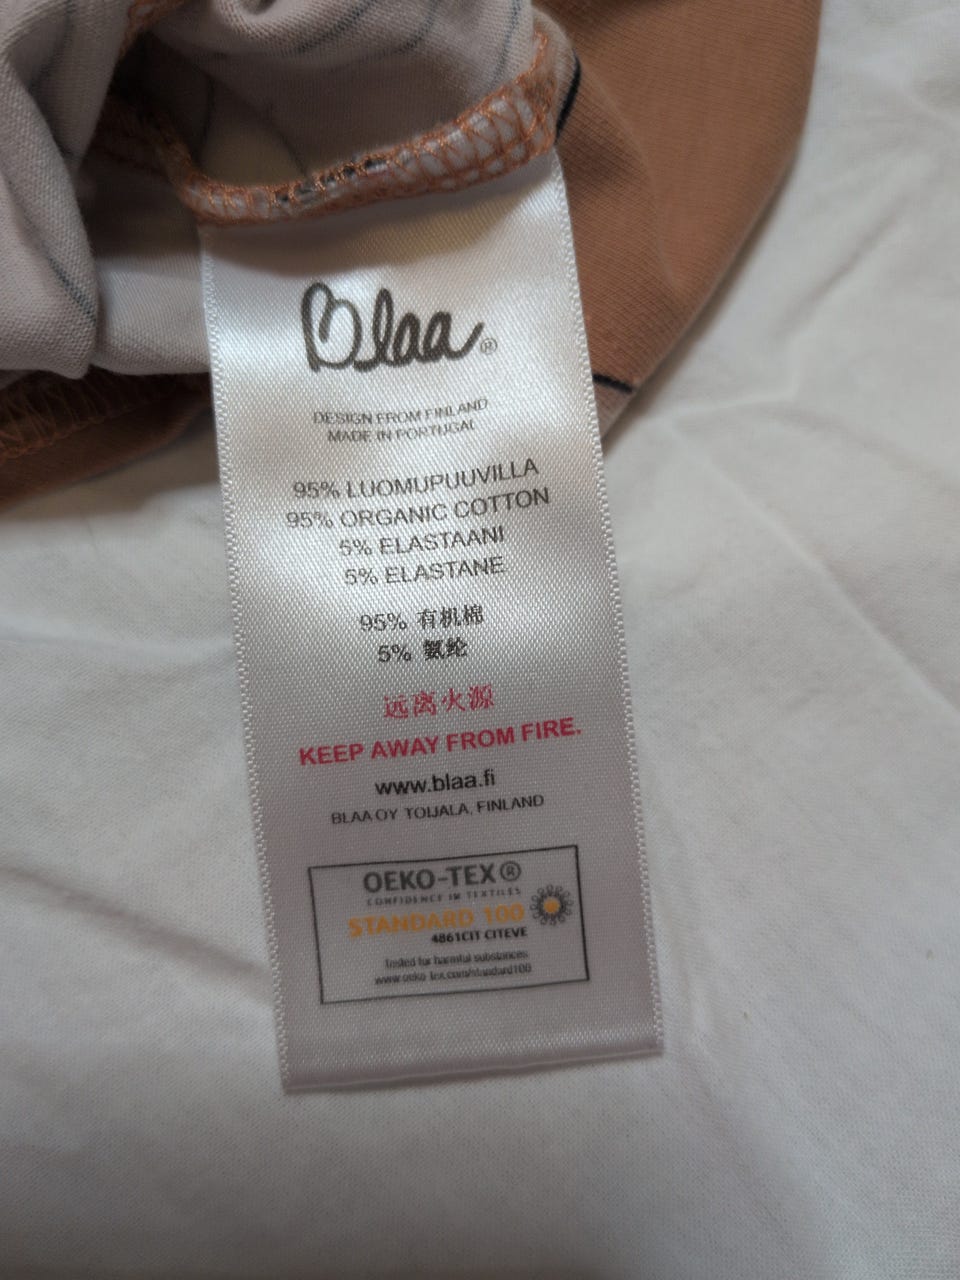 Blaa®
DESIGN FROM FINLAND
MADE IN PORTUGAL
95% LUOMUPUUVILLA
95% ORGANIC COTTON
5% ELASTAANI
5% ELASTANE
95% 有机棉
5% 氨纶
远离火源
KEEP AWAY FROM FIRE.
www.blaa.fi
BLAA OY TOIJALA, FINLAND
OEKO-TEX®
CONFIDENCE IN TEXTILES
STANDARD 100
4861CIT CITEVE
Tested for harmful substances
www.oeko-tex.com/standard100